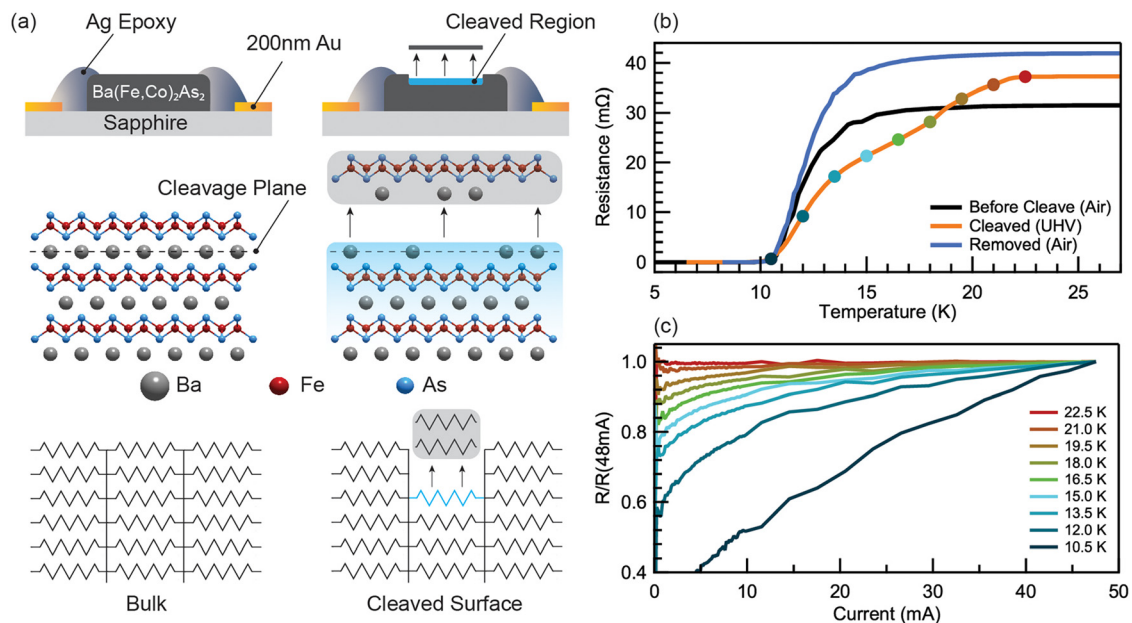 (a)
Ag Epoxy
200nm Au
Ba(Fe,Co)2As2
Sapphire
Cleaved Region
Cleavage Plane
Ba
Fe
As
Bulk
Cleaved Surface
(b)
Resistance (mΩ)
40
30
20
10
0
Before Cleave (Air)
Cleaved (UHV)
Removed (Air)
5
10
15
20
25
Temperature (K)
(c)
R/R(48mA)
1.0
0.8
0.6
0.4
22.5 K
21.0 K
19.5 K
18.0 K
16.5 K
15.0 K
13.5 K
12.0 K
10.5 K
0
10
20
30
40
50
Current (mA)